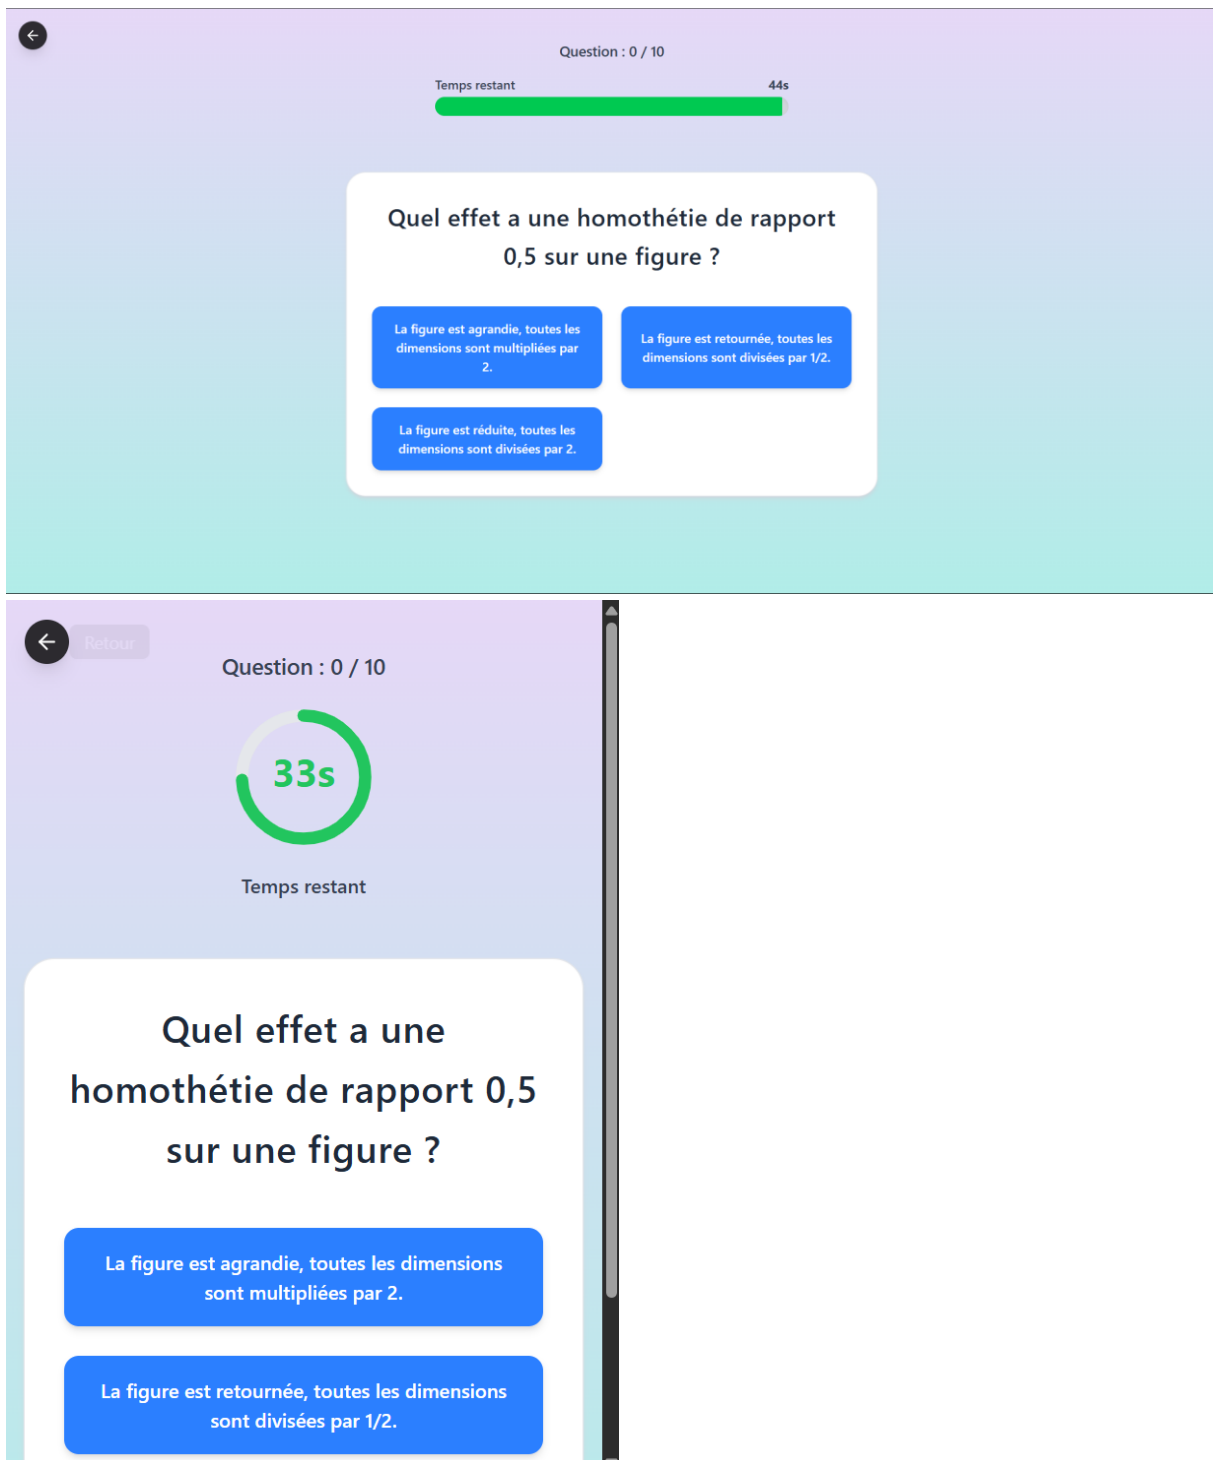 Question : 0 / 10
Temps restant 44s
Quel effet a une homothétie de rapport
0,5 sur une figure ?
La figure est agrandie, toutes les
dimensions sont multipliées par
2.
La figure est retournée, toutes les
dimensions sont divisées par 1/2.
La figure est réduite, toutes les
dimensions sont divisées par 2.
Retour
Question : 0 / 10
33s
Temps restant
Quel effet a une
homothétie de rapport 0,5
sur une figure ?
La figure est agrandie, toutes les dimensions
sont multipliées par 2.
La figure est retournée, toutes les dimensions
sont divisées par 1/2.